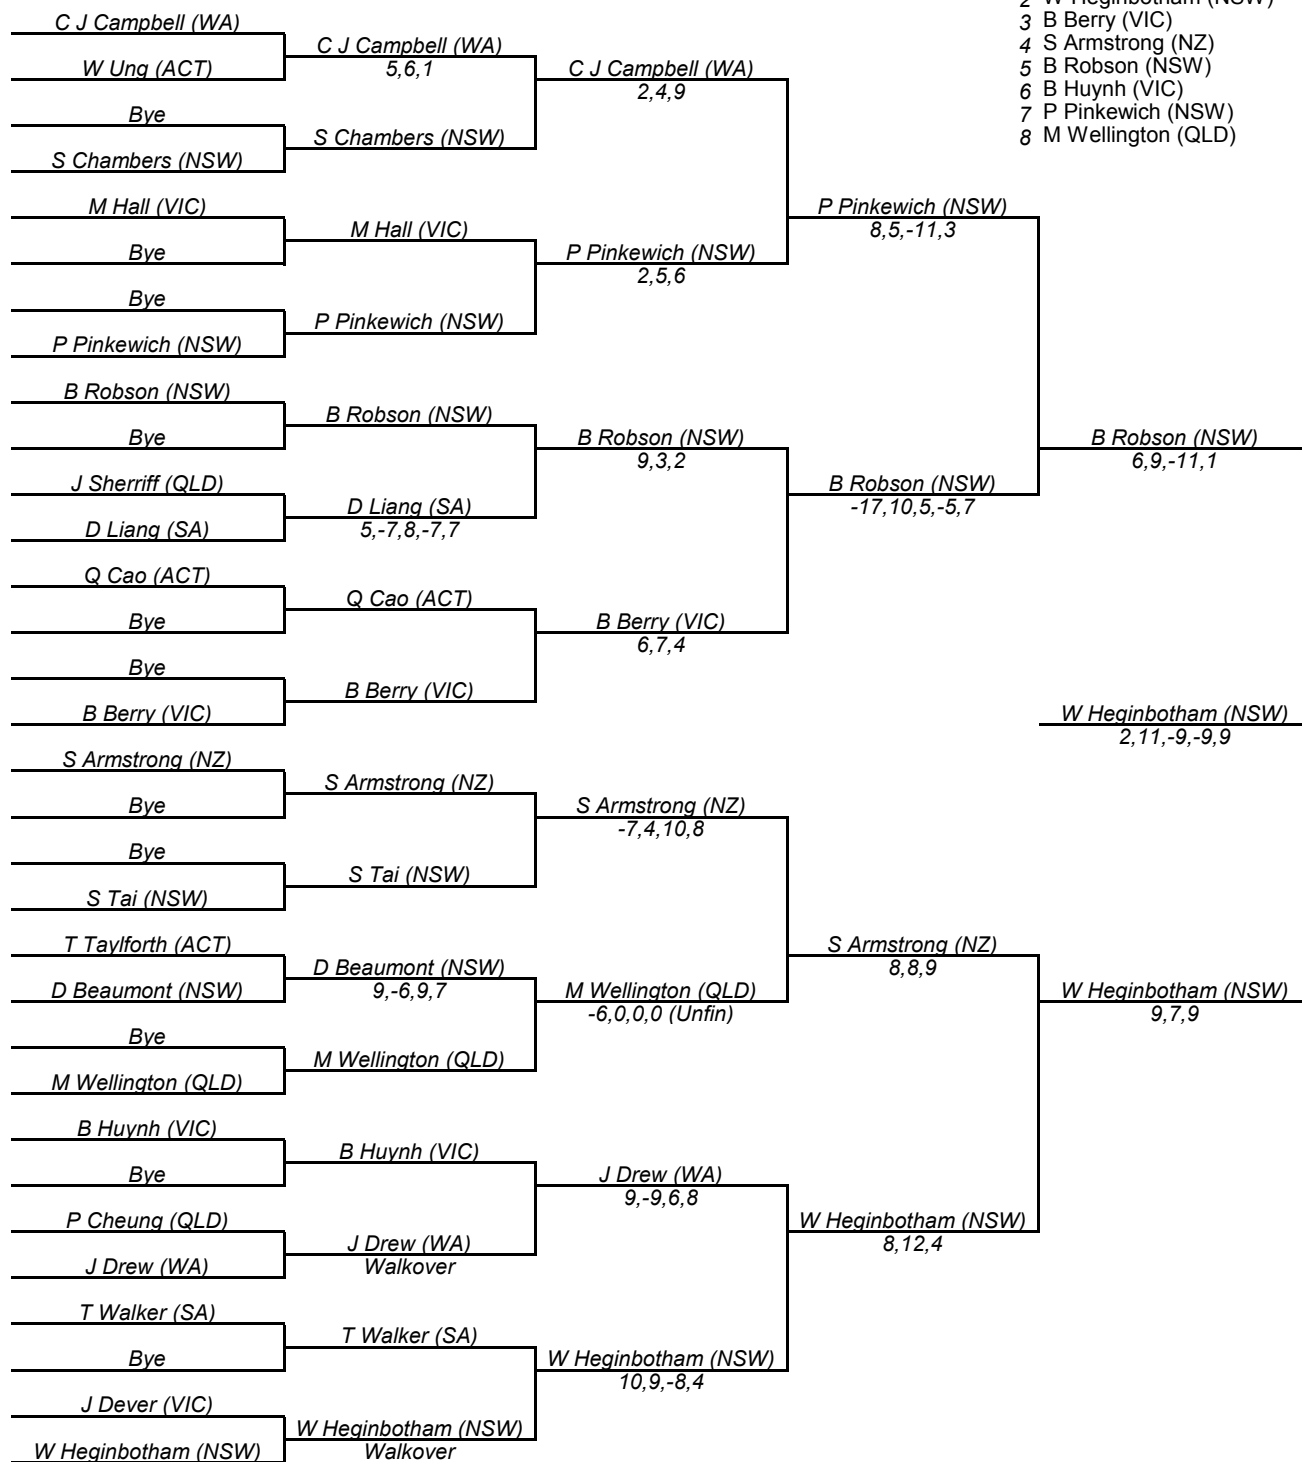 2 W Heginbotham (NSW)
3 B Berry (VIC)
4 S Armstrong (NZ)
5 B Robson (NSW)
6 B Huynh (VIC)
7 P Pinkewich (NSW)
8 M Wellington (QLD)
C J Campbell (WA)
W Ung (ACT)
Bye
S Chambers (NSW)
M Hall (VIC)
Bye
Bye
P Pinkewich (NSW)
B Robson (NSW)
Bye
J Sherriff (QLD)
D Liang (SA)
Q Cao (ACT)
Bye
Bye
B Berry (VIC)
S Armstrong (NZ)
Bye
Bye
S Tai (NSW)
T Taylforth (ACT)
D Beaumont (NSW)
Bye
M Wellington (QLD)
B Huynh (VIC)
Bye
P Cheung (QLD)
J Drew (WA)
T Walker (SA)
Bye
J Dever (VIC)
W Heginbotham (NSW)
C J Campbell (WA)
5,6,1
S Chambers (NSW)
M Hall (VIC)
P Pinkewich (NSW)
B Robson (NSW)
D Liang (SA)
5,-7,8,-7,7
Q Cao (ACT)
B Berry (VIC)
S Armstrong (NZ)
S Tai (NSW)
D Beaumont (NSW)
9,-6,9,7
M Wellington (QLD)
B Huynh (VIC)
J Drew (WA)
Walkover
T Walker (SA)
W Heginbotham (NSW)
Walkover
C J Campbell (WA)
2,4,9
P Pinkewich (NSW)
2,5,6
B Robson (NSW)
9,3,2
B Berry (VIC)
6,7,4
S Armstrong (NZ)
-7,4,10,8
M Wellington (QLD)
-6,0,0,0 (Unfin)
J Drew (WA)
9,-9,6,8
W Heginbotham (NSW)
10,9,-8,4
P Pinkewich (NSW)
8,5,-11,3
B Robson (NSW)
-17,10,5,-5,7
S Armstrong (NZ)
8,8,9
W Heginbotham (NSW)
8,12,4
B Robson (NSW)
6,9,-11,1
W Heginbotham (NSW)
2,11,-9,-9,9
W Heginbotham (NSW)
9,7,9